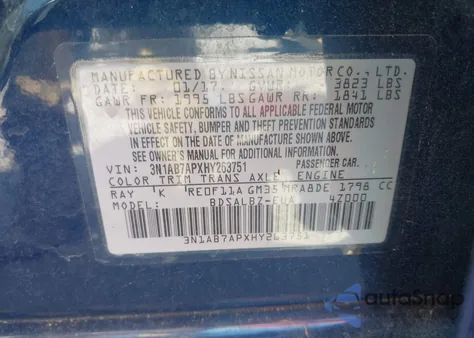 MANUFACTURED BY NISSAN MOTOR CO., LTD.
DATE: 01/17 GVWR: 3823 LBS
GAWR FR: 1995 LBS GAWR RR: 1841 LBS
THIS VEHICLE CONFORMS TO ALL APPLICABLE FEDERAL MOTOR
VEHICLE SAFETY, BUMPER AND THEFT PREVENTION STANDARDS
IN EFFECT ON THE DATE OF MANUFACTURE SHOWN ABOVE.
SEE OWNER'S MANUAL FOR
VIN: 3N1AB7APXHY263751 PASSENGER CAR
COLOR TRIM TRANS AXLE ENGINE
RAY K RE0F11A GM35 MRA8DE 1798 CC
MODEL: BDSALBZ-EUA 4Z000
3N1AB7APXHY263751
autoSnap